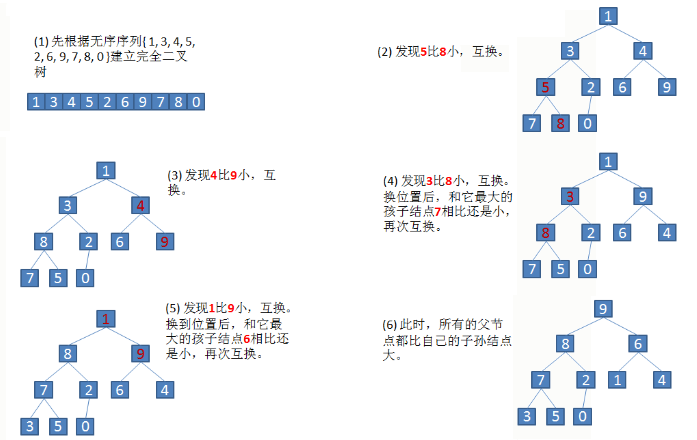 (1) 先根据无序序列{ 1, 3, 4, 5,
2, 6, 9, 7, 8, 0 }建立完全二叉
树
1 3 4 5 2 6 9 7 8 0
(2) 发现5比8小，互换。
1
3 4
5 2 6 9
7 8 0
(3) 发现4比9小，互
换。
1
3 4
8 2 6 9
7 5 0
(4) 发现3比8小，互换。
换位置后，和它最大的
孩子结点7相比还是小，
再次互换。
1
3 9
8 2 6 4
7 5 0
(5) 发现1比9小，互换。
换到位置后，和它最
大的孩子结点6相比还
是小，再次互换。
1
8 9
7 2 6 4
3 5 0
(6) 此时，所有的父节
点都比自己的子孙结点
大。
9
8 6
7 2 1 4
3 5 0